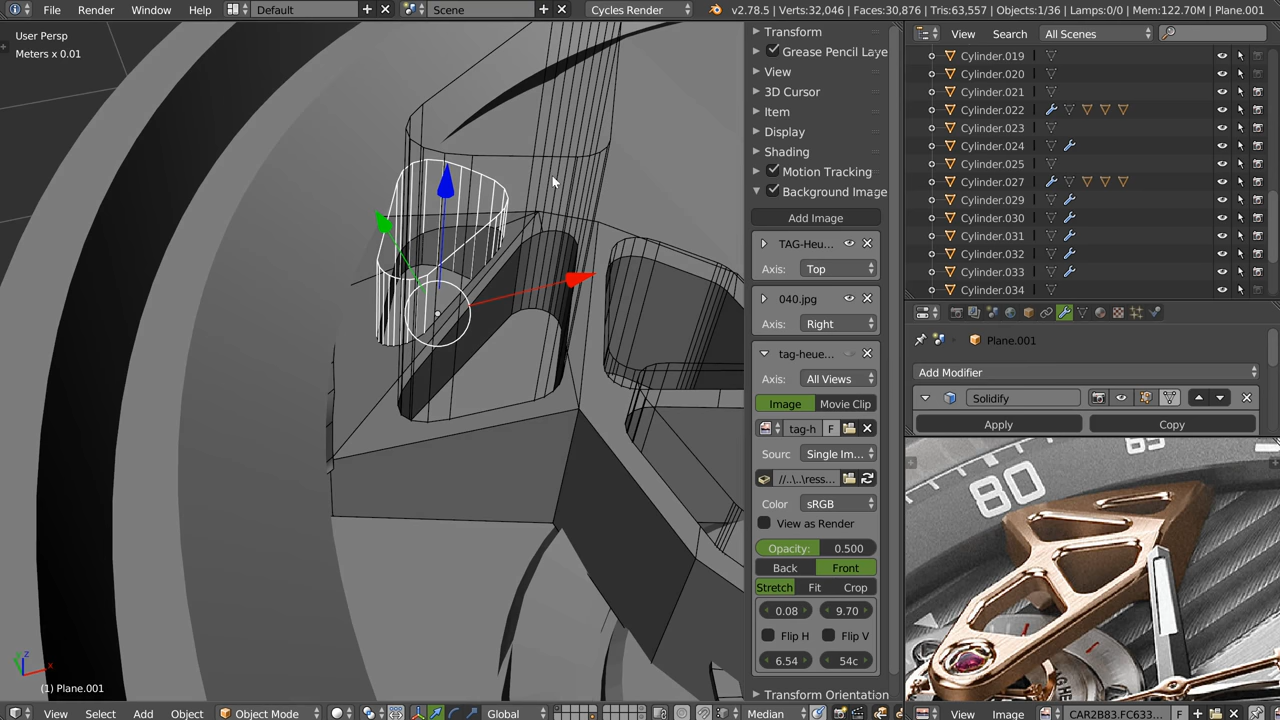 File Edit Render Window Help Default Scene Cycles Render v2.78.5 | Verts:32,046 | Faces:30,876 | Tris:63,557 | Objects:1/36 | Lamps:0/0 | Mem:122.70M | Plane.001
User Persp
Meters x 0.01
(1) Plane.001
View Select Add Object Object Mode Global Median
Transform
Grease Pencil Laye
View
3D Cursor
Item
Display
Shading
Motion Tracking
Background Image
Add Image
TAG-Heu...
Axis: Top
040.jpg
Axis: Right
tag-heue...
Axis: All Views
Image Movie Clip
tag-h F
Sourc Single Im...
//..\..\ress...
Color sRGB
View as Render
Opacity: 0.500
Back Front
Stretch Fit Crop
0.08 9.70
Flip H Flip V
6.54 54c
Transform Orientation
View Search All Scenes
Cylinder.019
Cylinder.020
Cylinder.021
Cylinder.022
Cylinder.023
Cylinder.024
Cylinder.025
Cylinder.027
Cylinder.029
Cylinder.030
Cylinder.031
Cylinder.032
Cylinder.033
Cylinder.034
Plane.001
Add Modifier
Solidify
Apply Copy
80
View Image CAR2B83.FC633... F